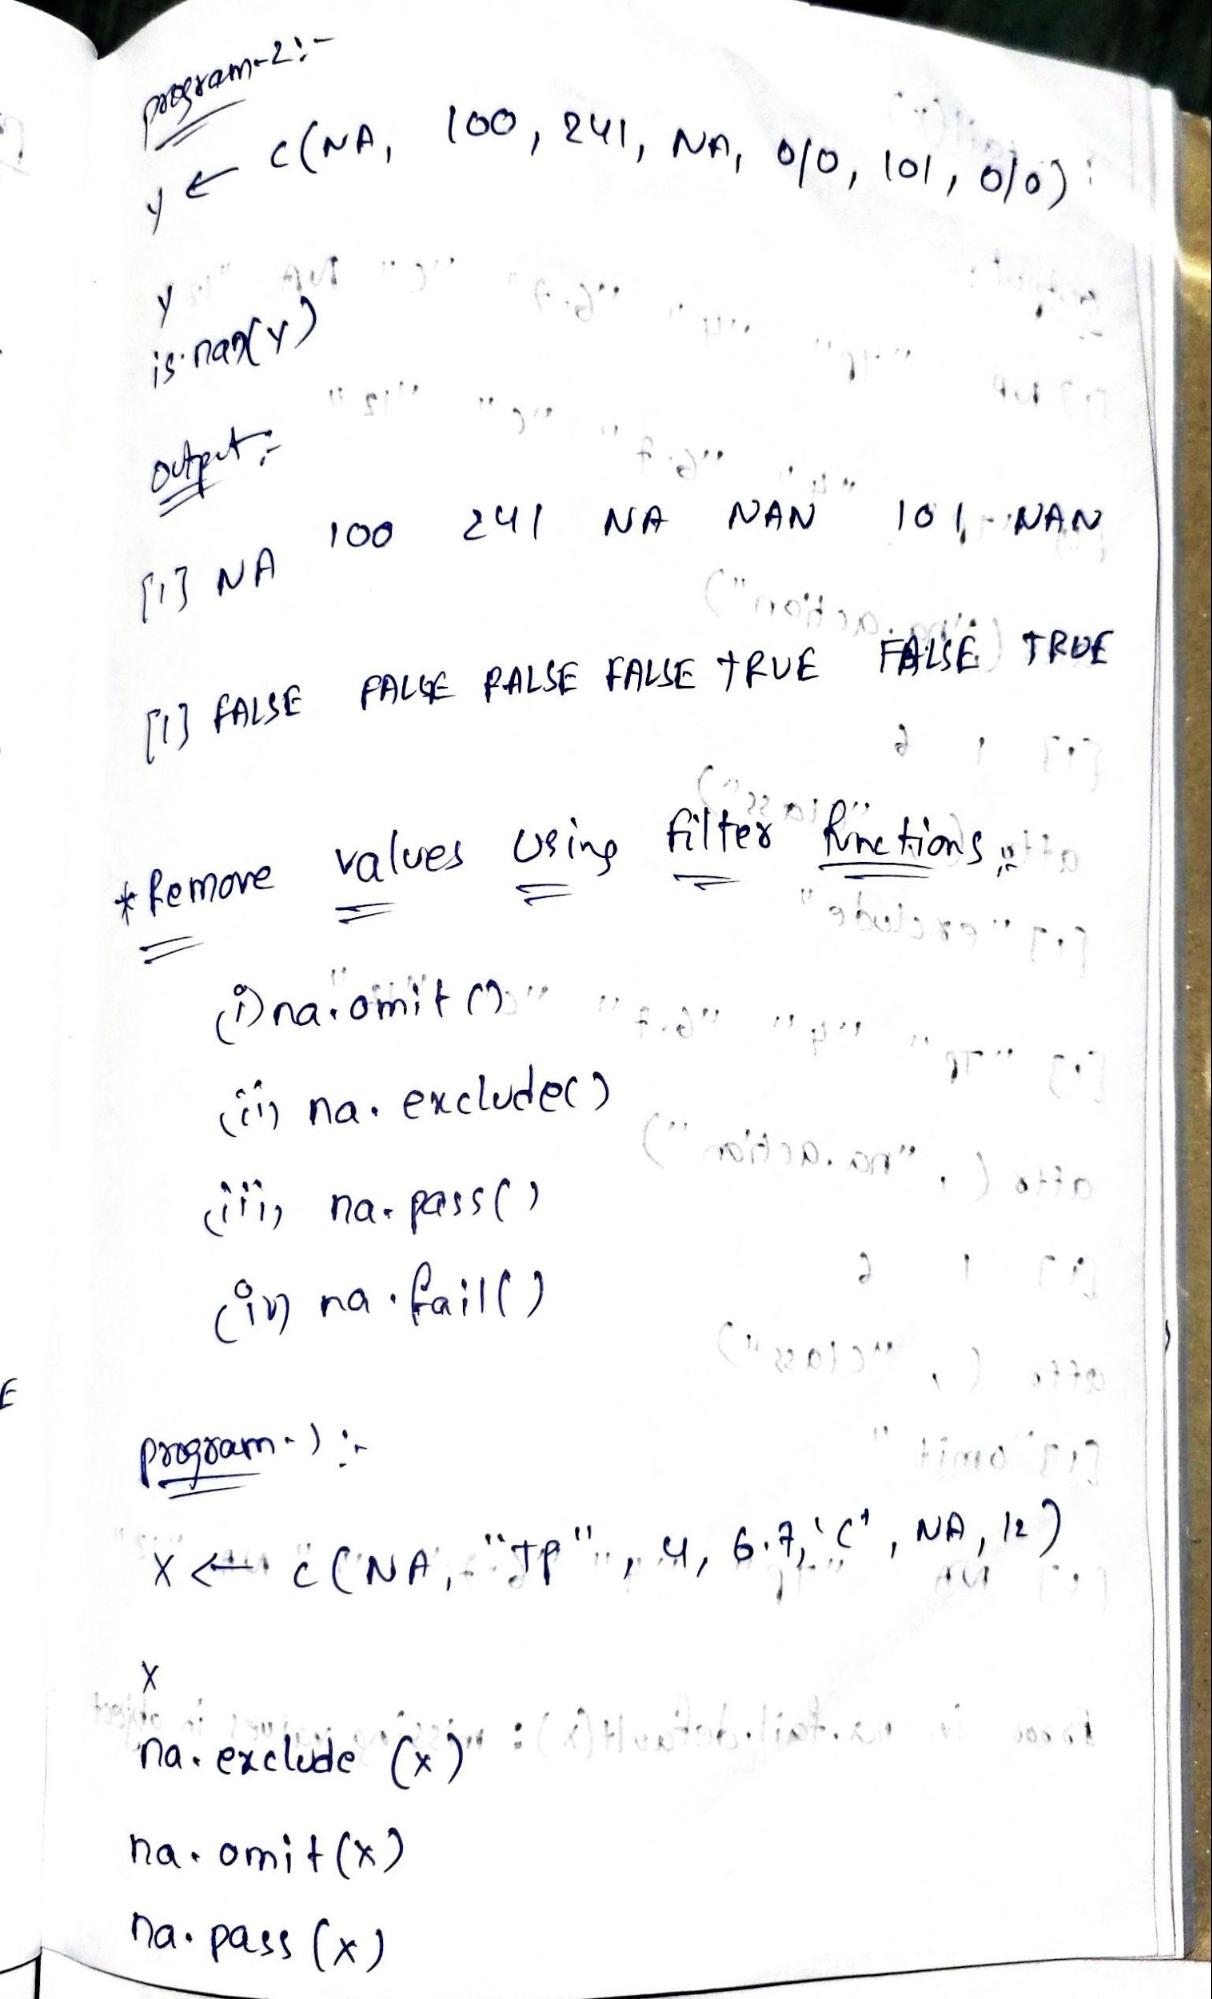 program-2:-
y ← c(NA, 100, 241, NA, 0/0, 101, 0/0)
y
is.nan(y)
output:-
[1] NA 100 241 NA NAN 101 NAN
[1] FALSE FALSE FALSE FALSE TRUE FALSE TRUE
* Remove values using filter functions:-
(i) na.omit()
(ii) na.exclude()
(iii) na.pass()
(iv) na.fail()
program-1:-
X ← c(NA, "TP", 4, 6.7, 'c', NA, 12)
X
na.exclude (x)
na.omit(x)
na.pass (x)